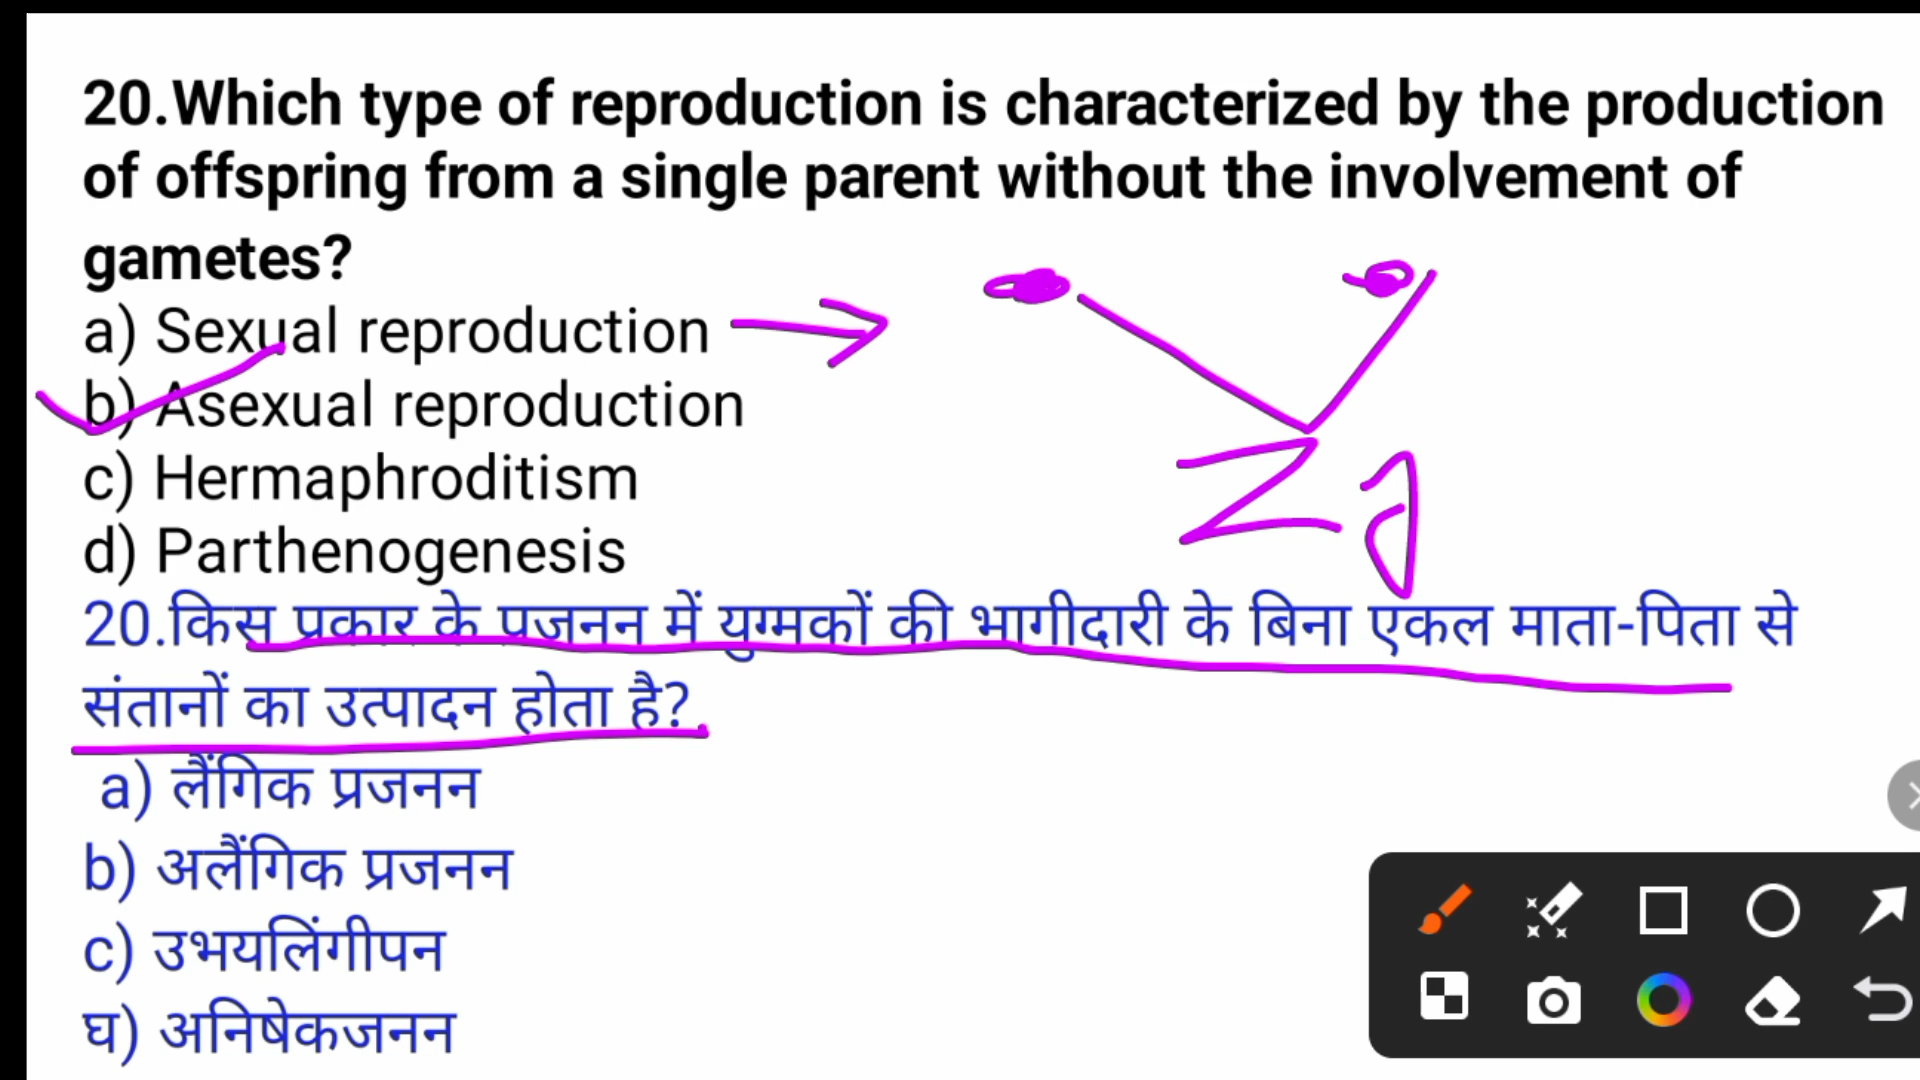 20.Which type of reproduction is characterized by the production
of offspring from a single parent without the involvement of
gametes?
a) Sexual reproduction
b) Asexual reproduction
c) Hermaphroditism
d) Parthenogenesis
Zg
20.किस प्रकार के प्रजनन में युग्मकों की भागीदारी के बिना एकल माता-पिता से
संतानों का उत्पादन होता है?
a) लैंगिक प्रजनन
b) अलैंगिक प्रजनन
c) उभयलिंगीपन
घ) अनिषेकजनन